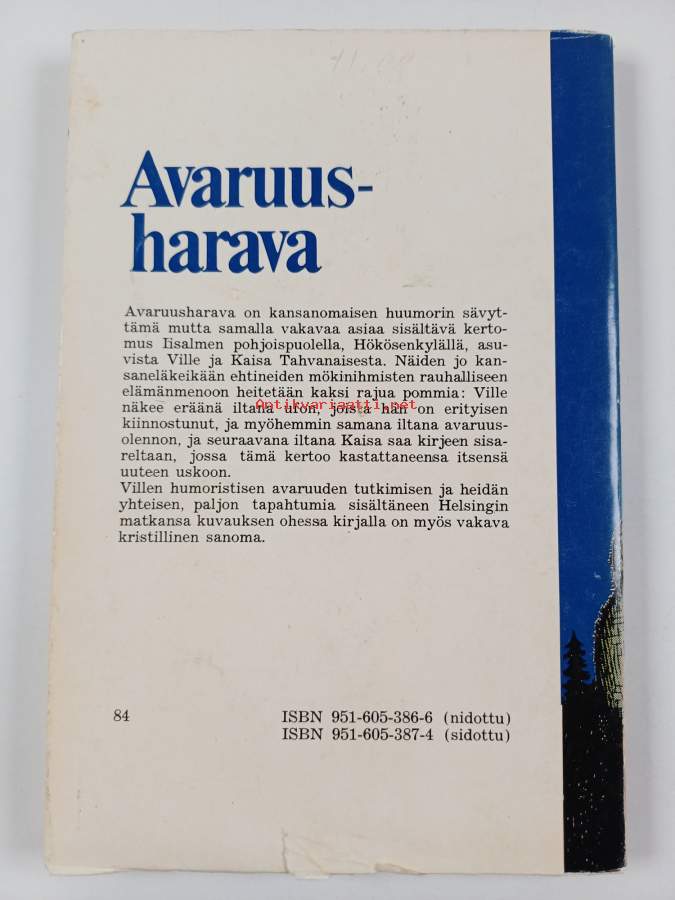 Avaruus-
harava
Avaruusharava on kansanomaisen huumorin sävyt-
tämä mutta samalla vakavaa asiaa sisältävä kerto-
mus Iisalmen pohjoispuolella, Hökösenkylällä, asu-
vista Ville ja Kaisa Tahvanaisesta. Näiden jo kan-
saneläkeikään ehtineiden mökinihmisten rauhalliseen
elämänmenoon heitetään kaksi rajua pommia: Ville
näkee eräänä iltana ufon, joista hän on erityisen
Antikvariaatti.net
kiinnostunut, ja myöhemmin samana iltana avaruus-
olennon, ja seuraavana iltana Kaisa saa kirjeen sisa-
reltaan, jossa tämä kertoo kastattaneensa itsensä
uuteen uskoon.
Villen humoristisen avaruuden tutkimisen ja heidän
yhteisen, paljon tapahtumia sisältäneen Helsingin
matkansa kuvauksen ohessa kirjalla on myös vakava
kristillinen sanoma.
84
ISBN 951-605-386-6 (nidottu)
ISBN 951-605-387-4 (sidottu)